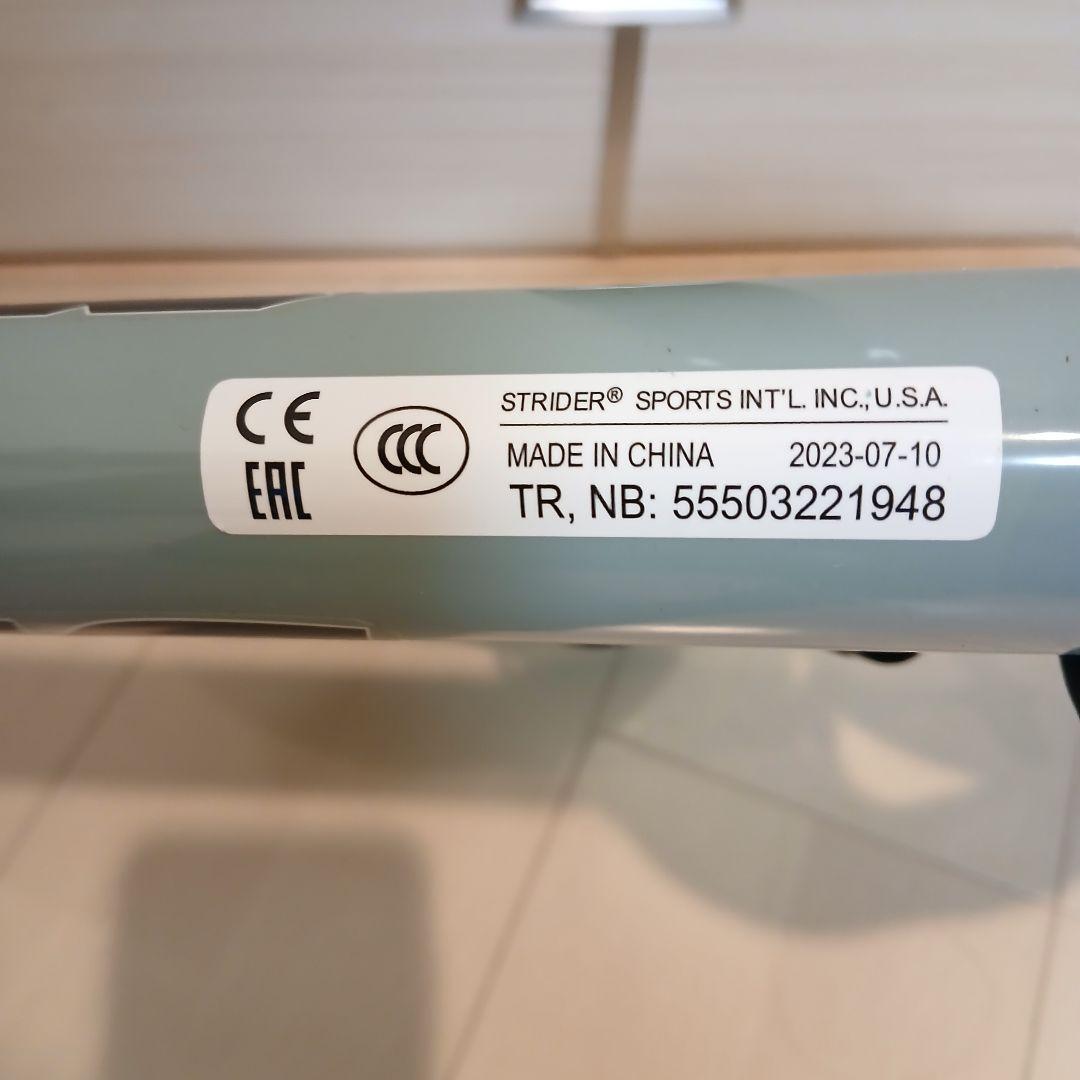 CE
EAC
CCC
STRIDER® SPORTS INT'L. INC., U.S.A.
MADE IN CHINA 2023-07-10
TR, NB: 55503221948